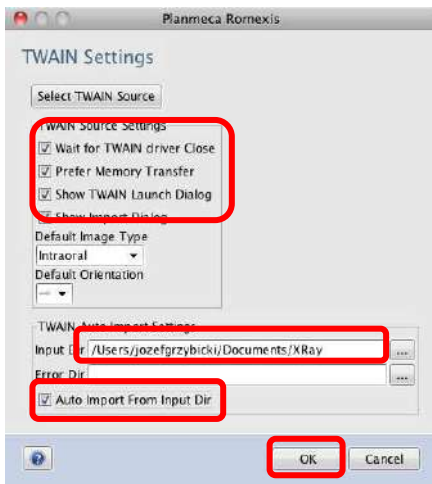 Planmeca Romexis
TWAIN Settings
Select TWAIN Source
TWAIN Source Settings
Wait for TWAIN driver Close
Prefer Memory Transfer
Show TWAIN Launch Dialog
Show Import Dialog
Default Image Type
Intraoral
Default Orientation
---
TWAIN Auto Import Settings
Input Dir /Users/jozefgrzybicki/Documents/XRay ...
Error Dir ...
Auto Import From Input Dir
? OK Cancel